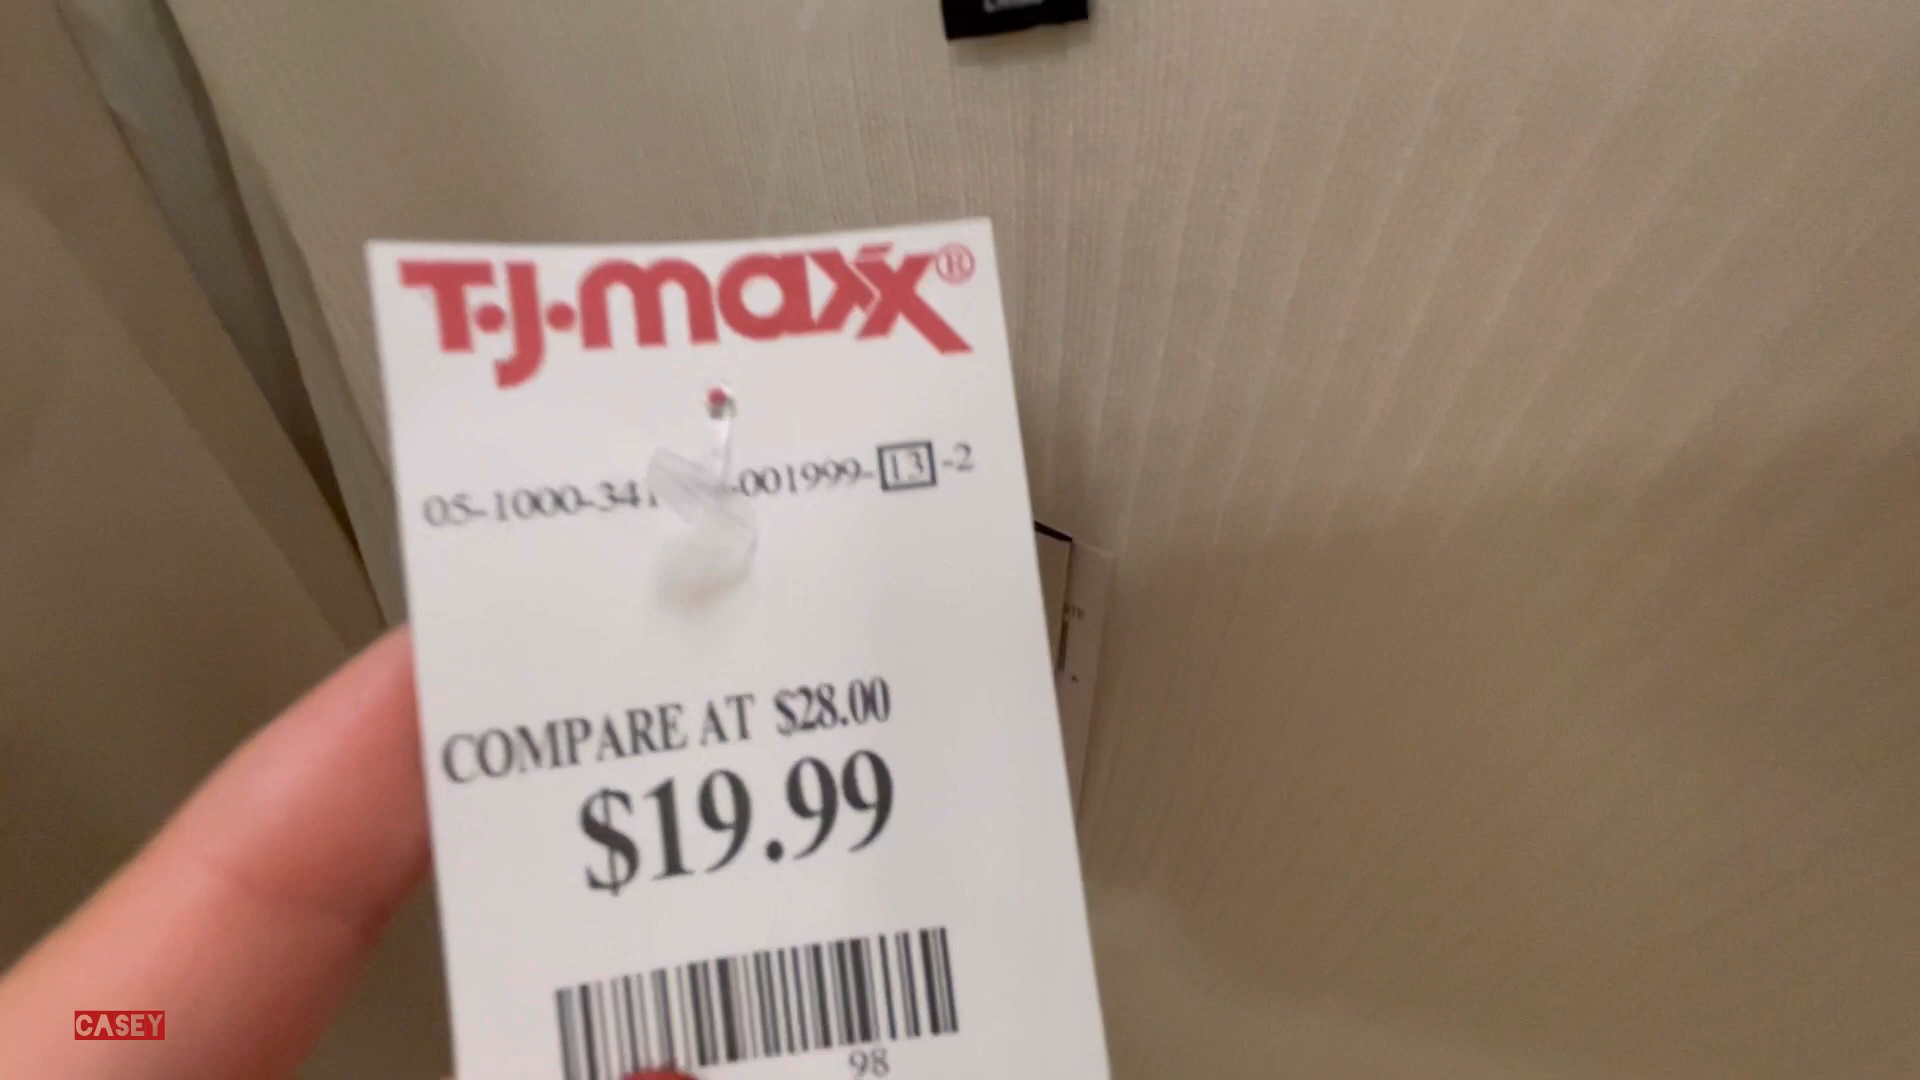 T·J·maxx®
05-1000-34 -001999-13-2
COMPARE AT $28.00
$19.99
98
CASEY